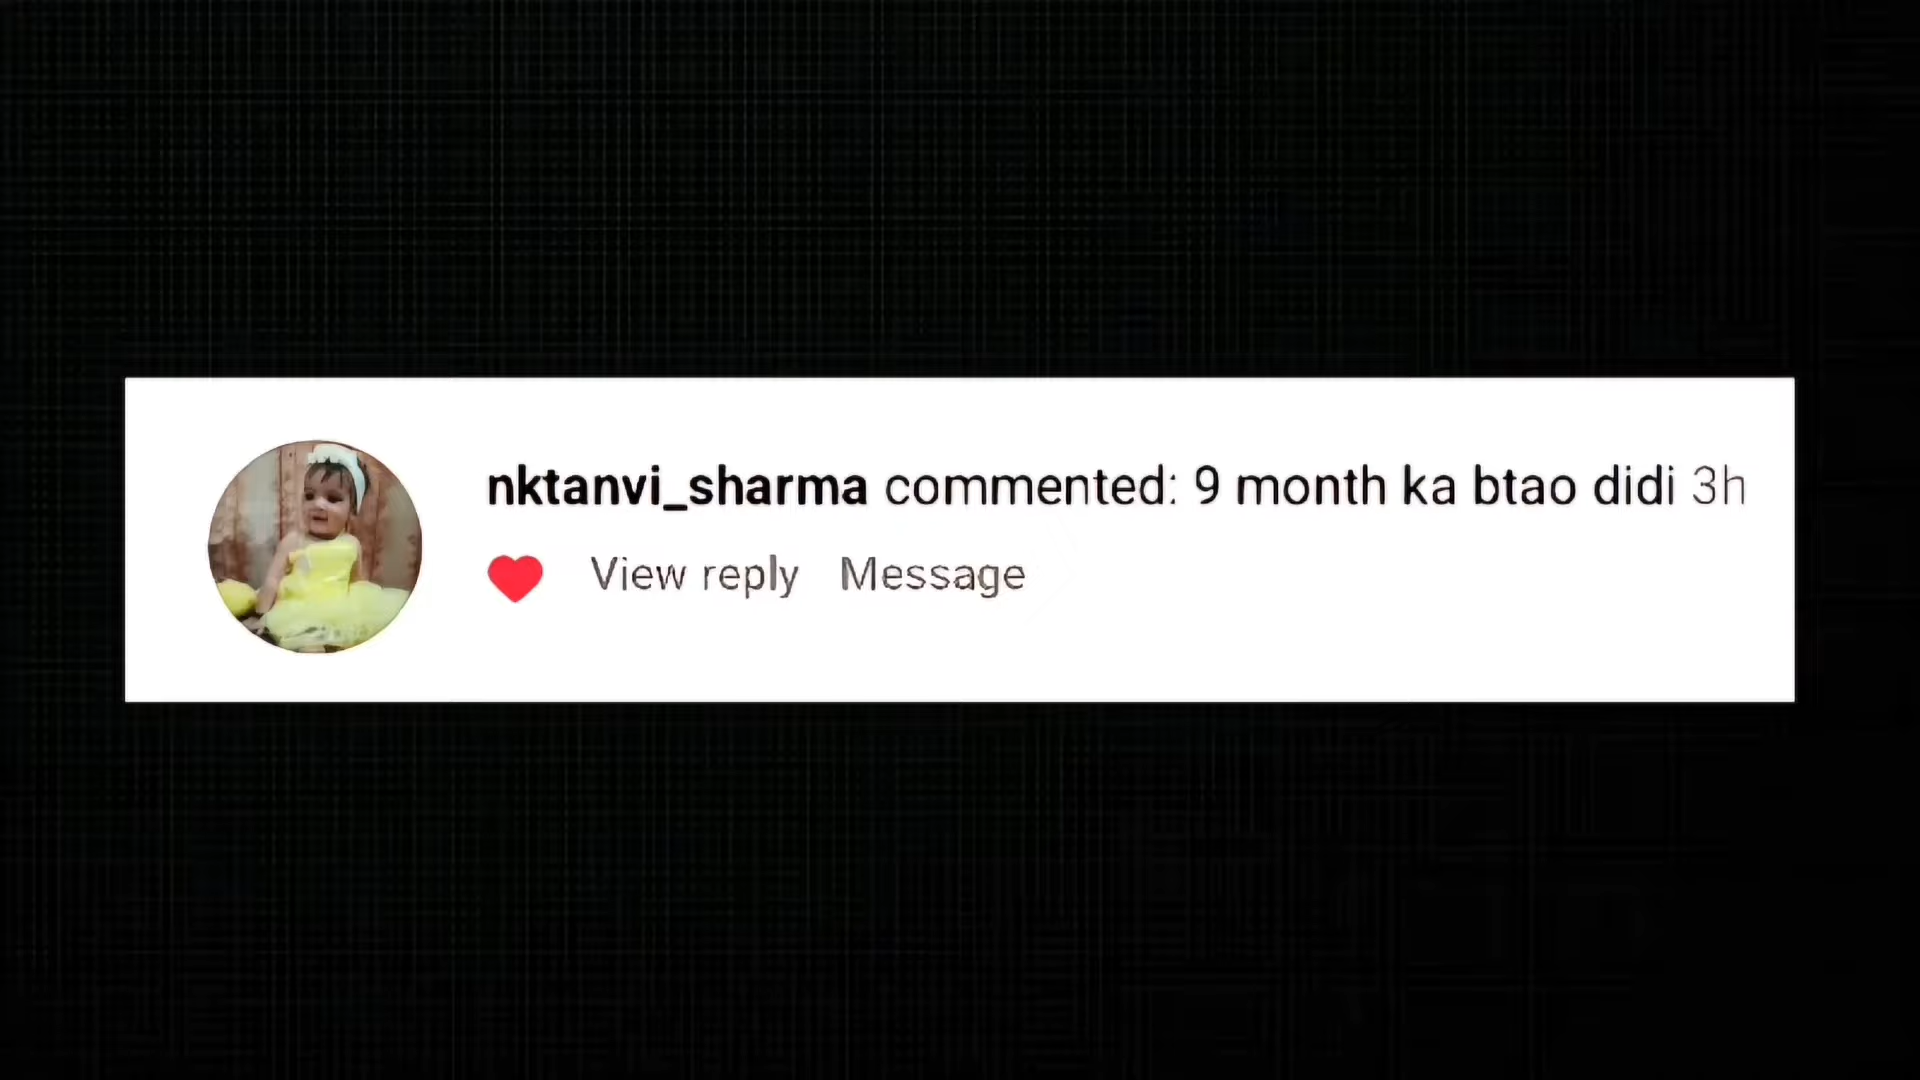 nktanvi_sharma commented: 9 month ka btao didi 3h
View reply Message